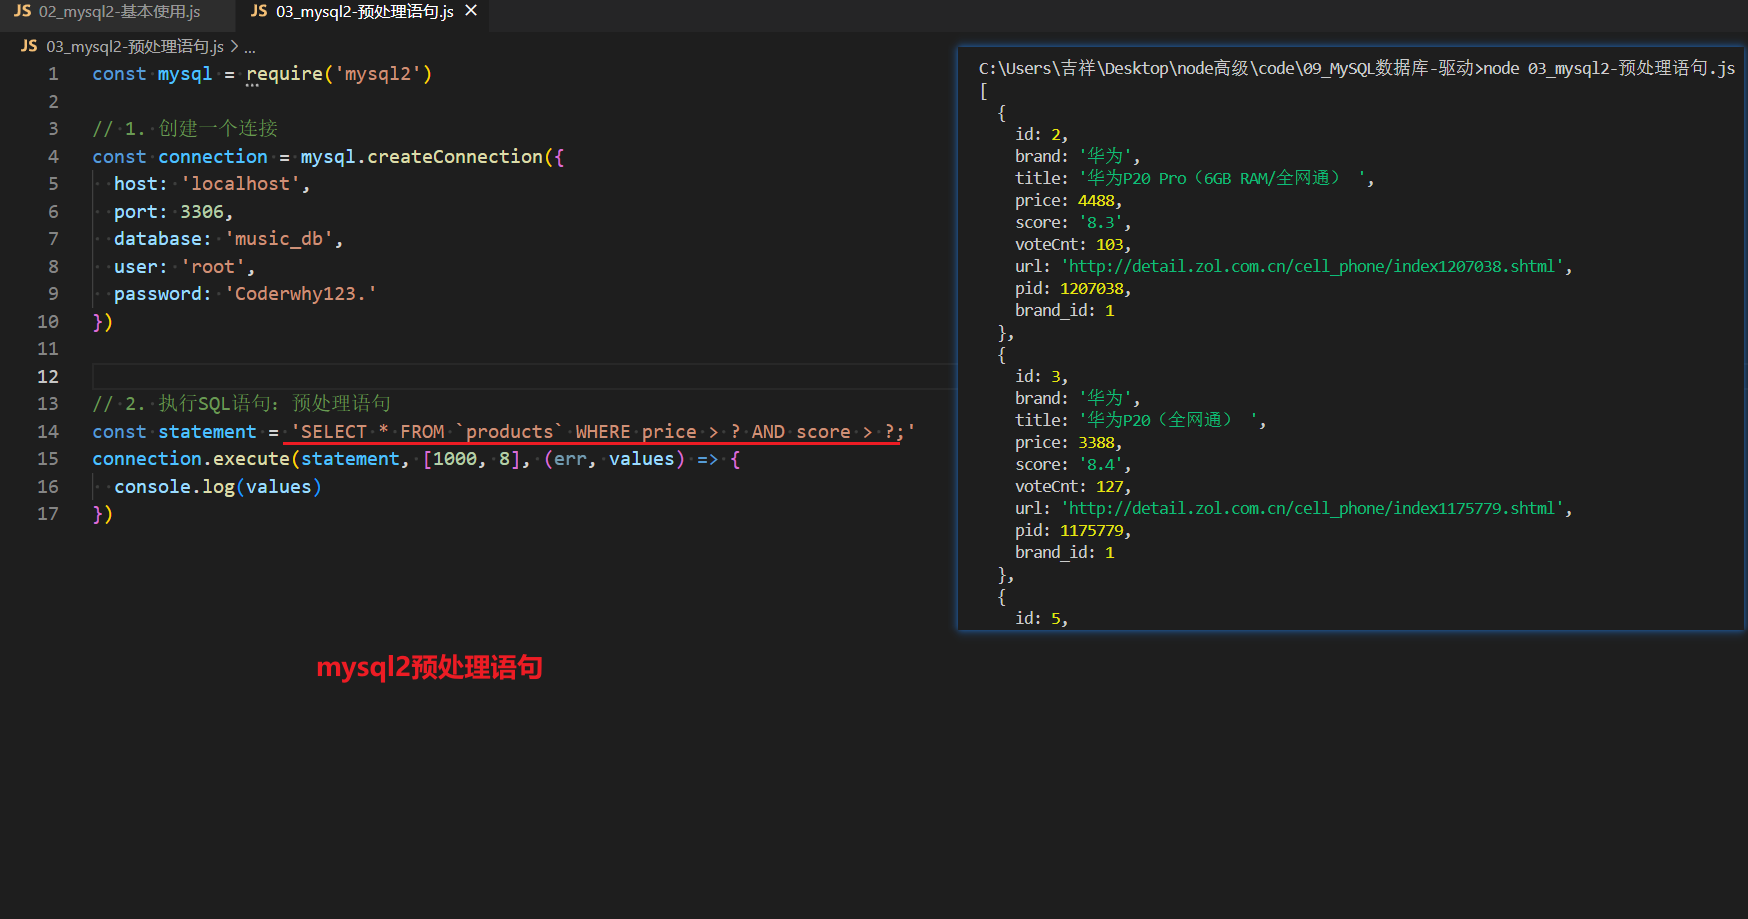 JS 02_mysql2-基本使用.js
JS 03_mysql2-预处理语句.js ×
JS 03_mysql2-预处理语句.js > ...
1 const mysql = require('mysql2')
2
3 // 1. 创建一个连接
4 const connection = mysql.createConnection({
5 host: 'localhost',
6 port: 3306,
7 database: 'music_db',
8 user: 'root',
9 password: 'Coderwhy123.'
10 })
11
12
13 // 2. 执行SQL语句: 预处理语句
14 const statement = 'SELECT * FROM `products` WHERE price > ? AND score > ?;'
15 connection.execute(statement, [1000, 8], (err, values) => {
16 console.log(values)
17 })
C:\Users\吉祥\Desktop\node高级\code\09_MySQL数据库-驱动>node 03_mysql2-预处理语句.js
[
{
id: 2,
brand: '华为',
title: '华为P20 Pro（6GB RAM/全网通） ',
price: 4488,
score: '8.3',
voteCnt: 103,
url: 'http://detail.zol.com.cn/cell_phone/index1207038.shtml',
pid: 1207038,
brand_id: 1
},
{
id: 3,
brand: '华为',
title: '华为P20（全网通） ',
price: 3388,
score: '8.4',
voteCnt: 127,
url: 'http://detail.zol.com.cn/cell_phone/index1175779.shtml',
pid: 1175779,
brand_id: 1
},
{
id: 5,
mysql2预处理语句